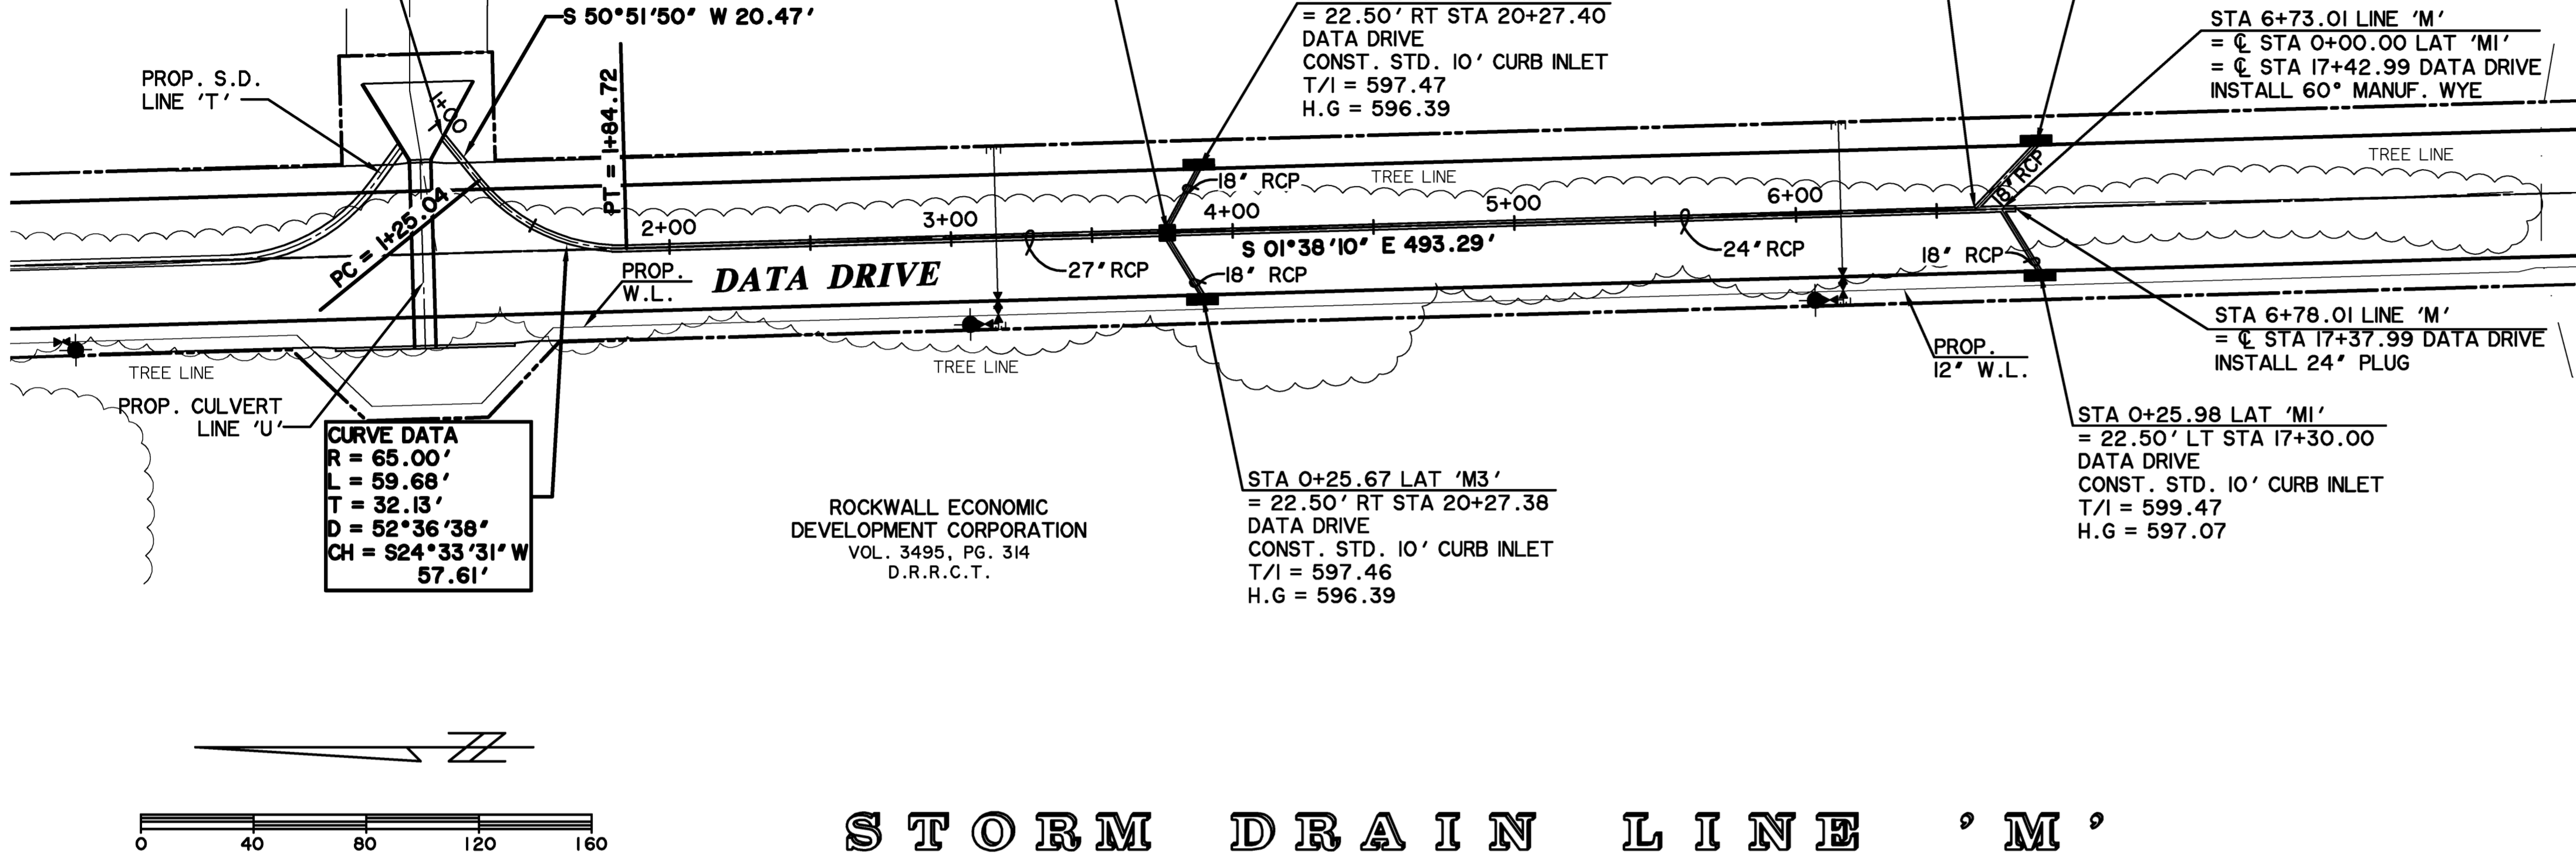 S 50°51'50" W 20.47'
PROP. S.D.
LINE 'T'
1+00
PC = 1+25.04
PT = 1+84.72
= 22.50' RT STA 20+27.40
DATA DRIVE
CONST. STD. 10' CURB INLET
T/I = 597.47
H.G = 596.39
STA 6+73.01 LINE 'M'
= ℄ STA 0+00.00 LAT 'M1'
= ℄ STA 17+42.99 DATA DRIVE
INSTALL 60° MANUF. WYE
TREE LINE
TREE LINE
18" RCP
18" RCP
2+00
3+00
4+00
5+00
6+00
S 01°38'10" E 493.29'
27" RCP
18" RCP
24" RCP
18" RCP
PROP.
W.L.
DATA DRIVE
TREE LINE
TREE LINE
PROP. CULVERT
LINE 'U'
CURVE DATA
R = 65.00'
L = 59.68'
T = 32.13'
D = 52°36'38"
CH = S24°33'31" W
57.61'
ROCKWALL ECONOMIC
DEVELOPMENT CORPORATION
VOL. 3495, PG. 314
D.R.R.C.T.
STA 0+25.67 LAT 'M3'
= 22.50' RT STA 20+27.38
DATA DRIVE
CONST. STD. 10' CURB INLET
T/I = 597.46
H.G = 596.39
PROP.
12" W.L.
STA 6+78.01 LINE 'M'
= ℄ STA 17+37.99 DATA DRIVE
INSTALL 24" PLUG
STA 0+25.98 LAT 'M1'
= 22.50' LT STA 17+30.00
DATA DRIVE
CONST. STD. 10' CURB INLET
T/I = 599.47
H.G = 597.07
Z
0 40 80 120 160
STORM DRAIN LINE 'M'